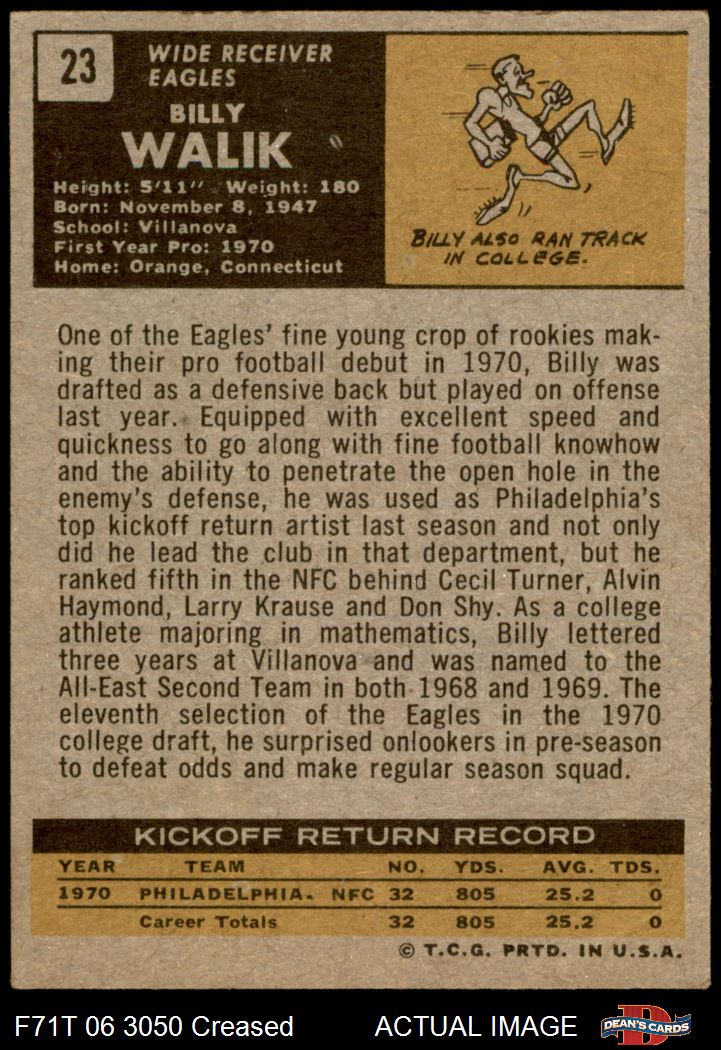 23
WIDE RECEIVER
EAGLES
BILLY
WALIK
Height: 5'11" Weight: 180
Born: November 8, 1947
School: Villanova
First Year Pro: 1970
Home: Orange, Connecticut
BILLY ALSO RAN TRACK
IN COLLEGE.
One of the Eagles' fine young crop of rookies mak-
ing their pro football debut in 1970, Billy was
drafted as a defensive back but played on offense
last year. Equipped with excellent speed and
quickness to go along with fine football knowhow
and the ability to penetrate the open hole in the
enemy's defense, he was used as Philadelphia's
top kickoff return artist last season and not only
did he lead the club in that department, but he
ranked fifth in the NFC behind Cecil Turner, Alvin
Haymond, Larry Krause and Don Shy. As a college
athlete majoring in mathematics, Billy lettered
three years at Villanova and was named to the
All-East Second Team in both 1968 and 1969. The
eleventh selection of the Eagles in the 1970
college draft, he surprised onlookers in pre-season
to defeat odds and make regular season squad.
KICKOFF RETURN RECORD
YEAR TEAM NO. YDS. AVG. TDS.
1970 PHILADELPHIA. NFC 32 805 25.2 0
Career Totals 32 805 25.2 0
© T.C.G. PRTD. IN U.S.A.
F71T 06 3050 Creased ACTUAL IMAGE DEAN'S CARDS